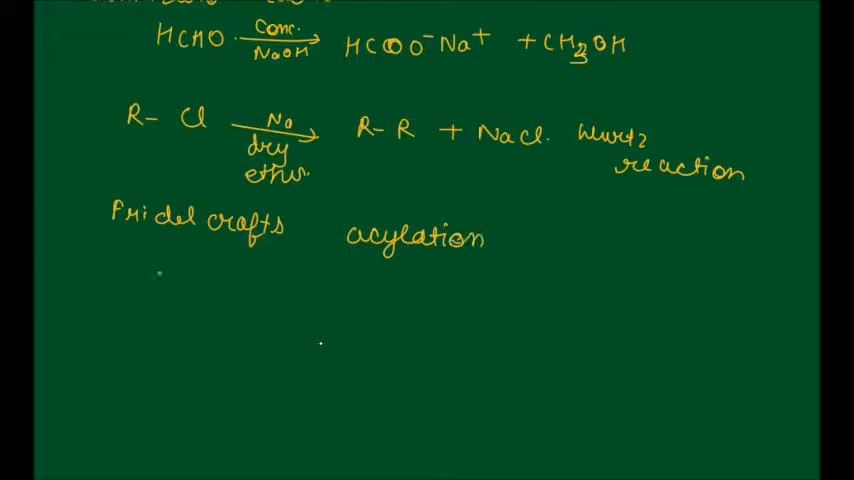 HCHO Conc. NaOH HCOO⁻Na⁺ + CH₃OH
R- Cl Na dry ether. R-R + NaCl. Wurtz reaction
Fridel crafts acylation